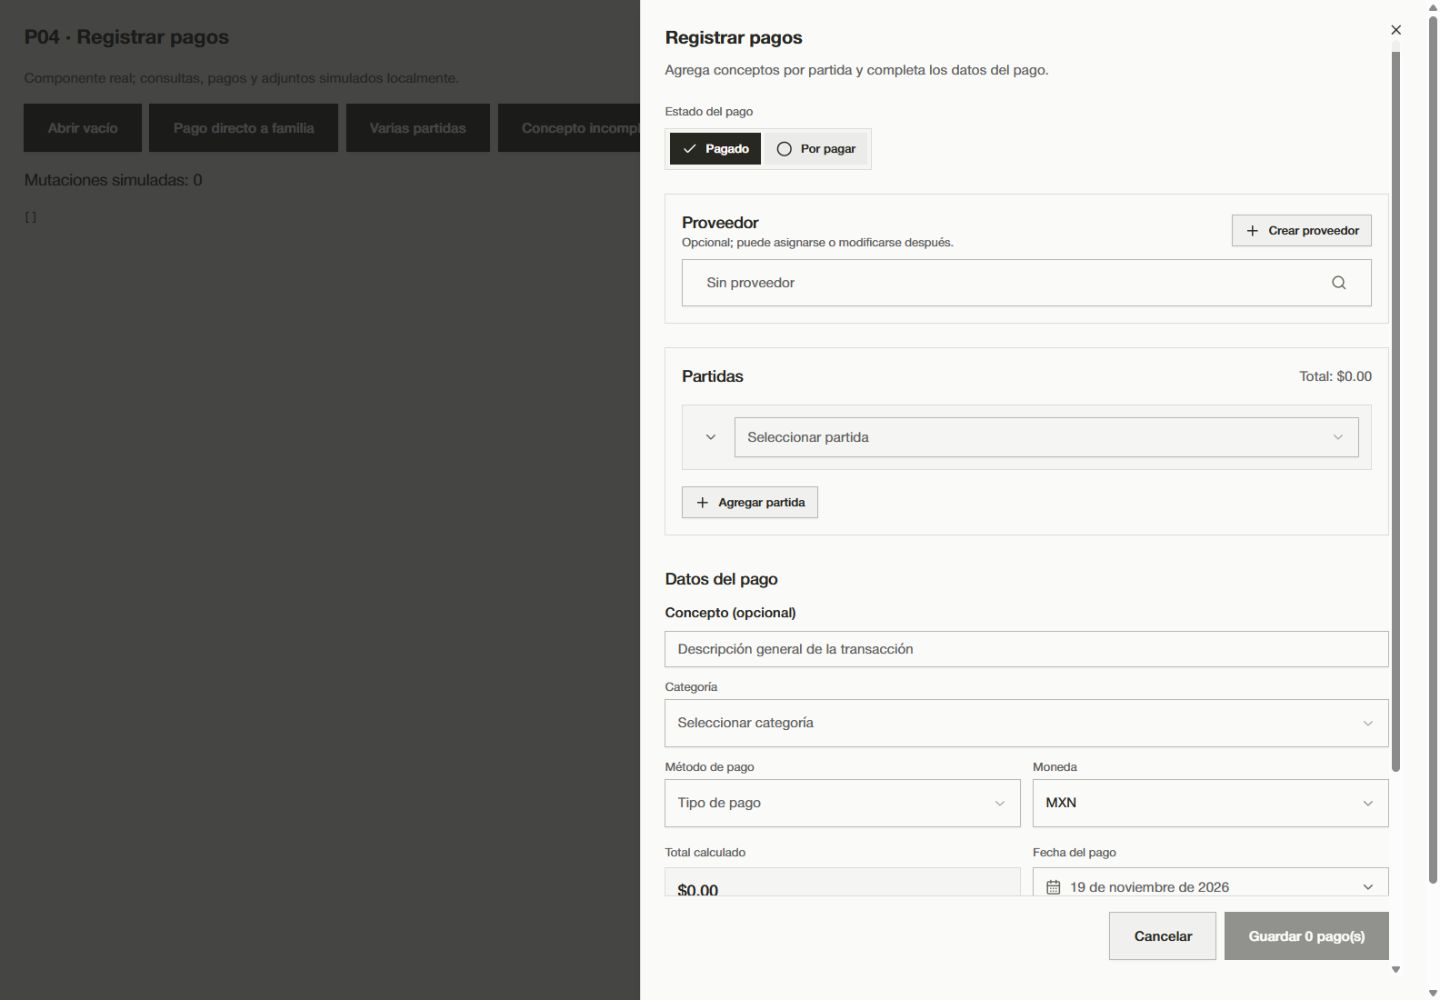 P04 · Registrar pagos
Componente real; consultas, pagos y adjuntos simulados localmente.
Abrir vacío
Pago directo a familia
Varias partidas
Concepto incompl
Mutaciones simuladas: 0
[]
Registrar pagos
Agrega conceptos por partida y completa los datos del pago.
Estado del pago
Pagado
Por pagar
Proveedor
Opcional; puede asignarse o modificarse después.
Crear proveedor
Sin proveedor
Partidas
Total: $0.00
Seleccionar partida
Agregar partida
Datos del pago
Concepto (opcional)
Descripción general de la transacción
Categoría
Seleccionar categoría
Método de pago
Moneda
Tipo de pago
MXN
Total calculado
Fecha del pago
$0.00
19 de noviembre de 2026
Cancelar
Guardar 0 pago(s)